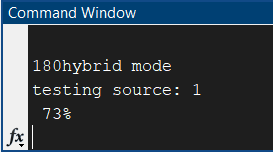 Command Window
180hybrid mode
testing source: 1
73%
fx